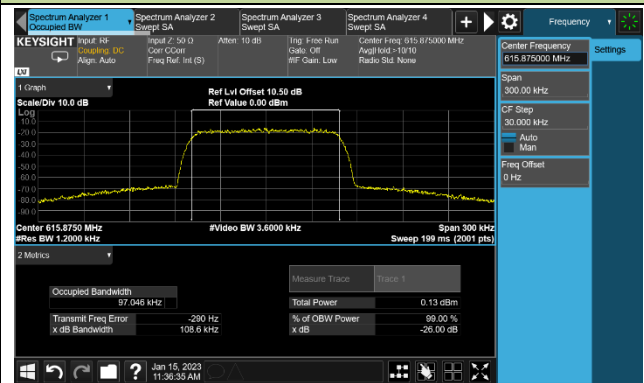 Spectrum Analyzer 1
Occupied BW
Spectrum Analyzer 2
Swept SA
Spectrum Analyzer 3
Swept SA
Spectrum Analyzer 4
Swept SA
Frequency
KEYSIGHT
Input: RF
Coupling: DC
Align: Auto
Input Z: 50 Ω
Corr CCorr
Freq Ref: Int (S)
Atten: 10 dB
Trig: Free Run
Gate: Off
#IF Gain: Low
Center Freq: 615.875000 MHz
Avg|Hold:>10/10
Radio Std: None
LXI
Center Frequency
615.875000 MHz
Settings
Span
300.00 kHz
CF Step
30.000 kHz
Auto
Man
Freq Offset
0 Hz
1 Graph
Scale/Div 10.0 dB
Ref Lvl Offset 10.50 dB
Ref Value 0.00 dBm
Log
-10.0
-20.0
-30.0
-40.0
-50.0
-60.0
-70.0
-80.0
-90.0
Center 615.8750 MHz
#Res BW 1.2000 kHz
#Video BW 3.6000 kHz
Span 300 kHz
Sweep 199 ms (2001 pts)
2 Metrics
Measure Trace
Trace 1
Occupied Bandwidth
97.046 kHz
Total Power
0.13 dBm
Transmit Freq Error
-290 Hz
% of OBW Power
99.00 %
x dB Bandwidth
108.6 kHz
x dB
-26.00 dB
Jan 15, 2023
11:36:35 AM